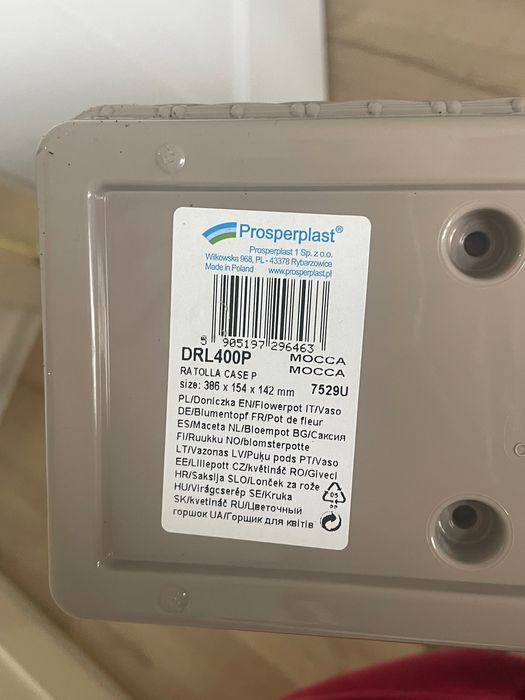 Prosperplast®
Prosperplast 1 Sp. z o.o.
Wilkowska 968, PL - 43378 Rybarzowice
Made in Poland www.prosperplast.pl
5 905197 296463
DRL400P MOCCA
MOCCA
RATOLLA CASE P
size: 386 x 154 x 142 mm 7529U
PL/Doniczka EN/Flowerpot IT/Vaso
DE/Blumentopf FR/Pot de fleur
ES/Maceta NL/Bloempot BG/Саксия
FI/Ruukku NO/blomsterpotte
LT/Vazonas LV/Puķu pods PT/Vaso
EE/Lillepott CZ/květináč RO/Giveci
HR/Saksija SLO/Lonček za rože
HU/Virágcserép SE/Kruka
SK/kvetináč RU/Цветочный
горшок UA/Горщик для квітів
05
PP